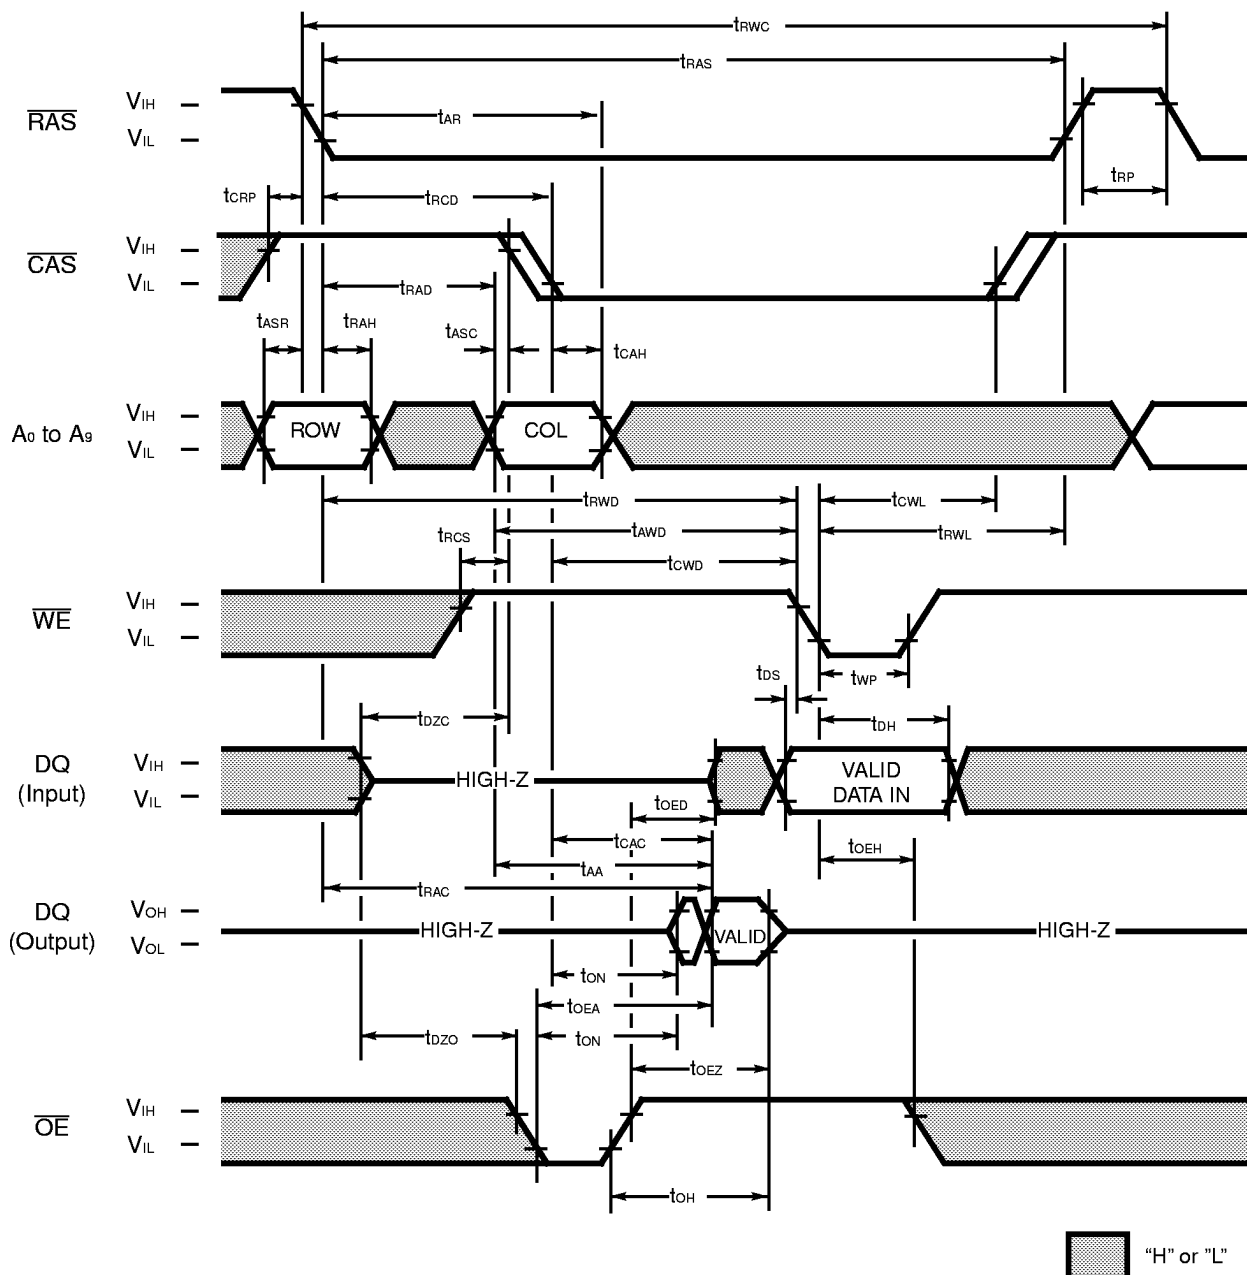 tRWC
tRAS
RAS
VIH
VIL
tAR
tRP
tCRP
tRCD
CAS
VIH
VIL
tRAD
tASR
tRAH
tASC
tCAH
A0 to A9
VIH
VIL
ROW
COL
tRWD
tCWL
tRCS
tAWD
tRWL
tCWD
WE
VIH
VIL
tDS
tWP
tDZC
tDH
DQ
(Input)
VIH
VIL
HIGH-Z
VALID
DATA IN
tOED
tCAC
tOEH
tAA
tRAC
DQ
(Output)
VOH
VOL
HIGH-Z
VALID
HIGH-Z
tON
tOEA
tDZO
tON
tOEZ
OE
VIH
VIL
tOH
“H” or ”L”